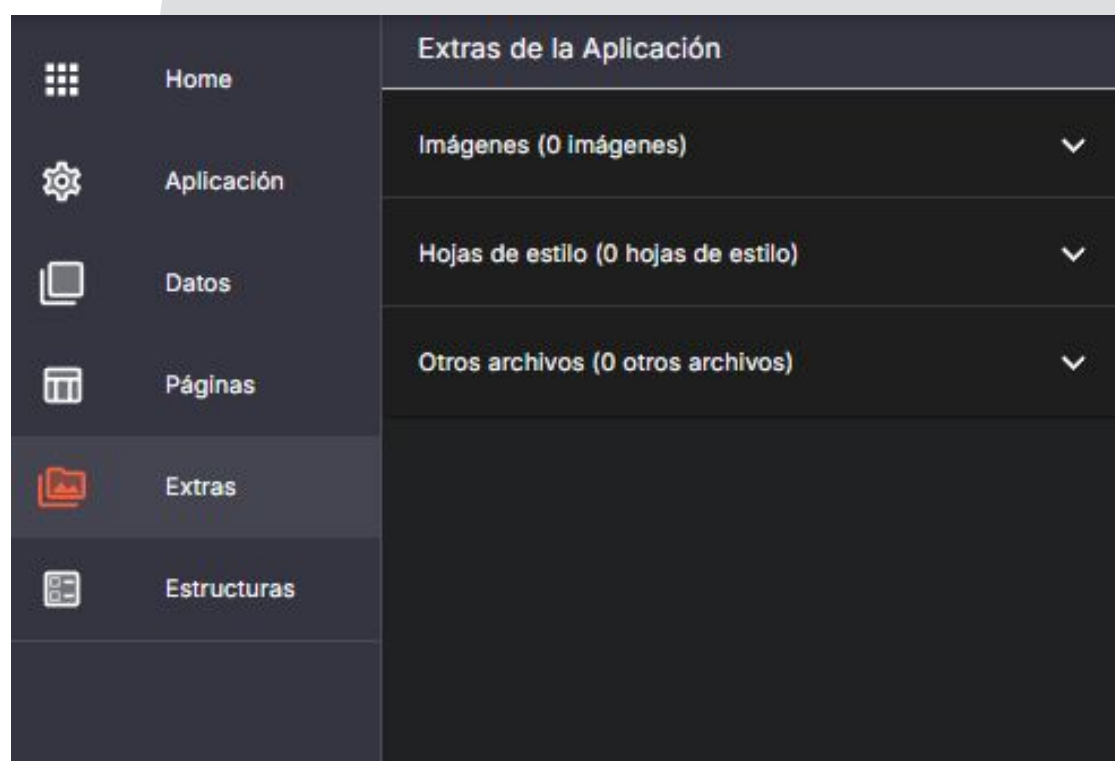 Home
Aplicación
Datos
Páginas
Extras
Estructuras
Extras de la Aplicación
Imágenes (0 imágenes)
Hojas de estilo (0 hojas de estilo)
Otros archivos (0 otros archivos)